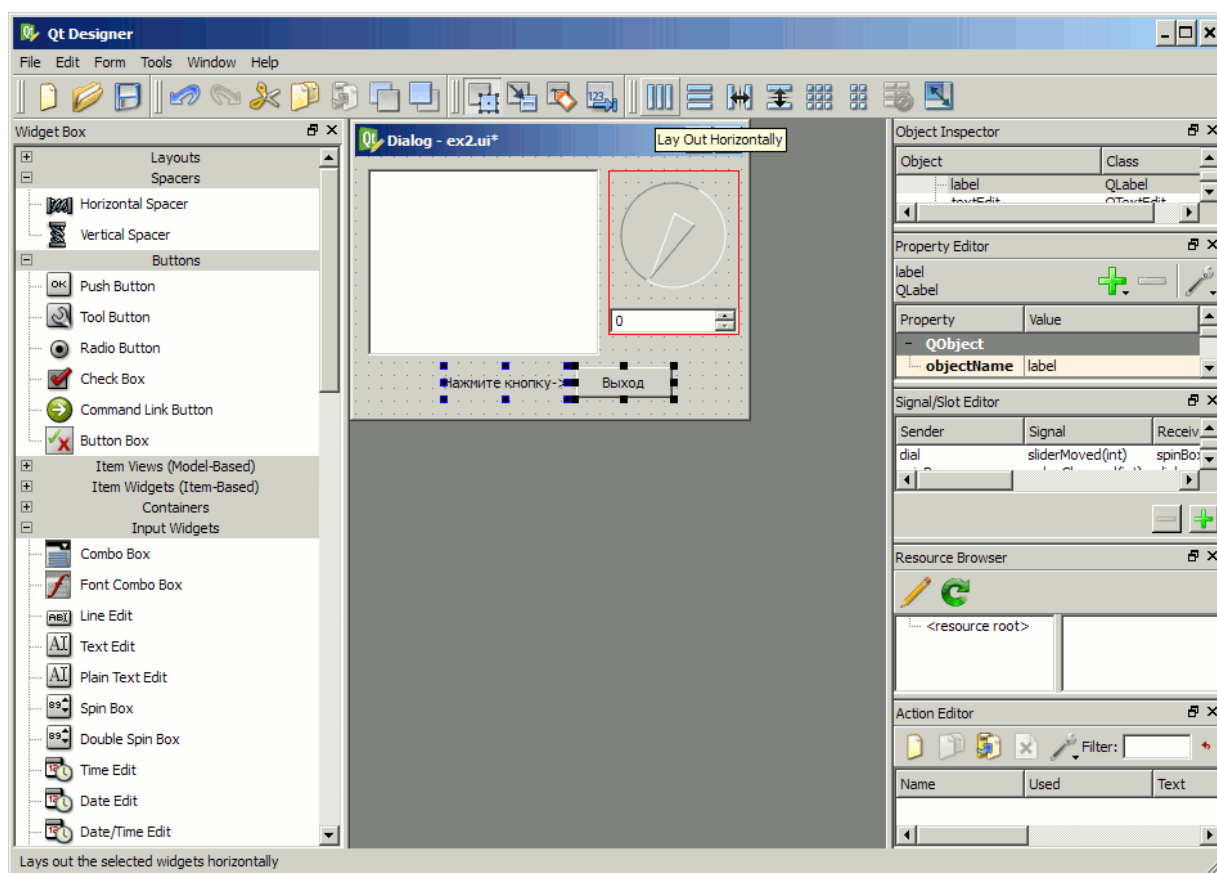 Qt Designer
File Edit Form Tools Window Help
Widget Box
Layouts
Spacers
Horizontal Spacer
Vertical Spacer
Buttons
OK Push Button
Tool Button
Radio Button
Check Box
Command Link Button
Button Box
Item Views (Model-Based)
Item Widgets (Item-Based)
Containers
Input Widgets
Combo Box
Font Combo Box
Line Edit
Text Edit
Plain Text Edit
Spin Box
Double Spin Box
Time Edit
Date Edit
Date/Time Edit
Lays out the selected widgets horizontally
Dialog - ex2.ui*
Lay Out Horizontally
0
Нажмите кнопку->
Выход
Object Inspector
Object Class
label QLabel
textEdit QTextEdit
Property Editor
label
QLabel
Property Value
QObject
objectName label
Signal/Slot Editor
Sender Signal Receiv
dial sliderMoved(int) spinBo
Resource Browser
<resource root>
Action Editor
Filter:
Name Used Text